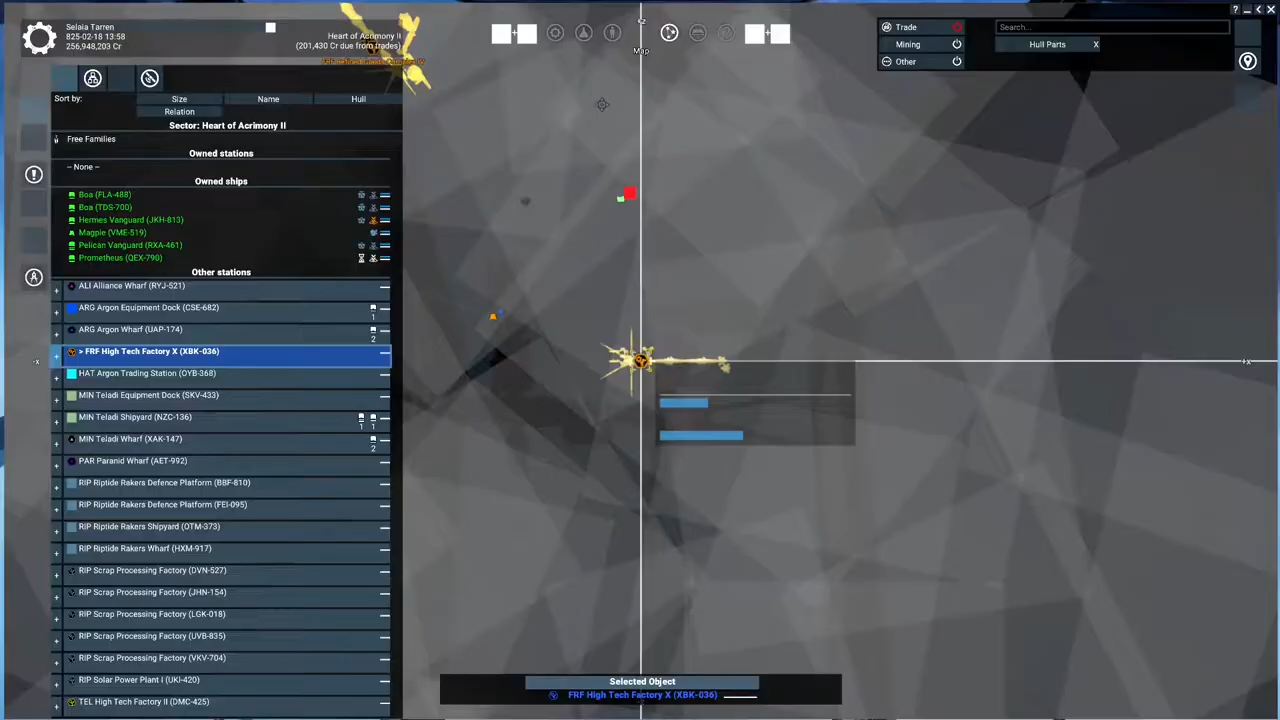 Selaia Tarren
825-02-18 13:58
256,948,203 Cr
Heart of Acrimony II
(201,430 Cr due from trades)
Map
Trade
Mining
Other
Search...
Hull Parts X
Sort by: Size Name Hull
Relation
Sector: Heart of Acrimony II
Free Families
Owned stations
-- None --
Owned ships
Boa (FLA-488)
Boa (TDS-700)
Hermes Vanguard (JKH-813)
Magpie (VME-519)
Pelican Vanguard (RXA-461)
Prometheus (QEX-790)
Other stations
ALI Alliance Wharf (RYJ-521)
ARG Argon Equipment Dock (CSE-682)
1
ARG Argon Wharf (UAP-174)
2
> FRF High Tech Factory X (XBK-036)
HAT Argon Trading Station (OYB-368)
MIN Teladi Equipment Dock (SKV-433)
MIN Teladi Shipyard (NZC-136)
1 1
MIN Teladi Wharf (XAK-147)
2
PAR Paranid Wharf (AET-992)
RIP Riptide Rakers Defence Platform (BBF-810)
RIP Riptide Rakers Defence Platform (FEI-095)
RIP Riptide Rakers Shipyard (OTM-373)
RIP Riptide Rakers Wharf (HXM-917)
RIP Scrap Processing Factory (DVN-527)
RIP Scrap Processing Factory (JHN-154)
RIP Scrap Processing Factory (LGK-018)
RIP Scrap Processing Factory (UVB-835)
RIP Scrap Processing Factory (VKV-704)
RIP Solar Power Plant I (UKI-420)
TEL High Tech Factory II (DMC-425)
-x
+x
Selected Object
FRF High Tech Factory X (XBK-036)